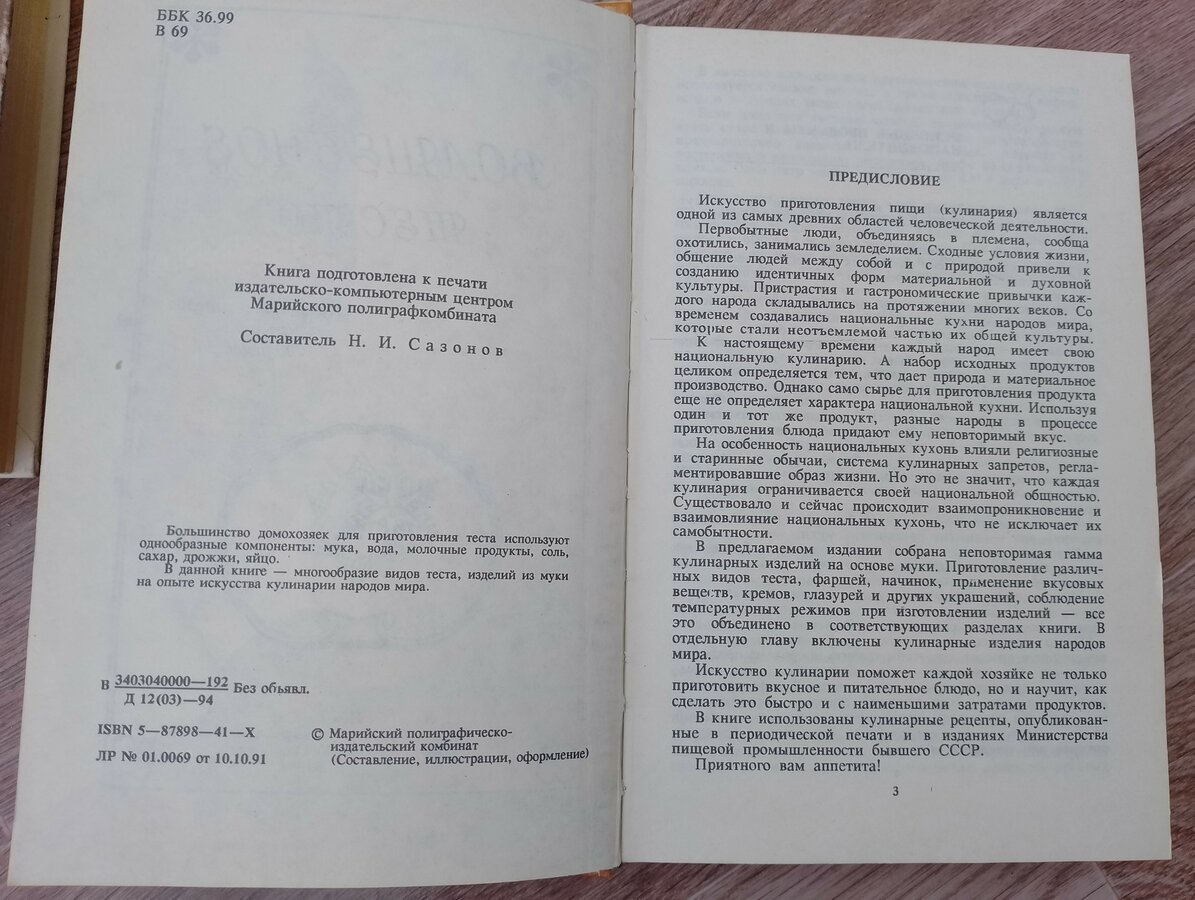 ББК 36.99
В 69
Книга подготовлена к печати
издательско-компьютерным центром
Марийского полиграфкомбината
Составитель Н. И. Сазонов
Большинство домохозяек для приготовления теста используют
однообразные компоненты: мука, вода, молочные продукты, соль,
сахар, дрожжи, яйцо.
В данной книге — многообразие видов теста, изделий из муки
на опыте искусства кулинарии народов мира.
В 3403040000—192 Без объявл.
Д 12(03)—94
ISBN 5—87898—41—X
ЛР № 01.0069 от 10.10.91
© Марийский полиграфическо-
издательский комбинат
(Составление, иллюстрации, оформление)
ПРЕДИСЛОВИЕ
Искусство приготовления пищи (кулинария) является
одной из самых древних областей человеческой деятельности.
Первобытные люди, объединяясь в племена, сообща
охотились, занимались земледелием. Сходные условия жизни,
общение людей между собой и с природой привели к
созданию идентичных форм материальной и духовной
культуры. Пристрастия и гастрономические привычки каж-
дого народа складывались на протяжении многих веков. Со
временем создавались национальные кухни народов мира,
которые стали неотъемлемой частью их общей культуры.
К настоящему времени каждый народ имеет свою
национальную кулинарию. А набор исходных продуктов
целиком определяется тем, что дает природа и материальное
производство. Однако само сырье для приготовления продукта
еще не определяет характера национальной кухни. Используя
один и тот же продукт, разные народы в процессе
приготовления блюда придают ему неповторимый вкус.
На особенность национальных кухонь влияли религиозные
и старинные обычаи, система кулинарных запретов, регла-
ментировавшие образ жизни. Но это не значит, что каждая
кулинария ограничивается своей национальной общностью.
Существовало и сейчас происходит взаимопроникновение и
взаимовлияние национальных кухонь, что не исключает их
самобытности.
В предлагаемом издании собрана неповторимая гамма
кулинарных изделий на основе муки. Приготовление различ-
ных видов теста, фаршей, начинок, применение вкусовых
веществ, кремов, глазурей и других украшений, соблюдение
температурных режимов при изготовлении изделий — все
это объединено в соответствующих разделах книги. В
отдельную главу включены кулинарные изделия народов
мира.
Искусство кулинарии поможет каждой хозяйке не только
приготовить вкусное и питательное блюдо, но и научит, как
сделать это быстро и с наименьшими затратами продуктов.
В книге использованы кулинарные рецепты, опубликован-
ные в периодической печати и в изданиях Министерства
пищевой промышленности бывшего СССР.
Приятного вам аппетита!
3